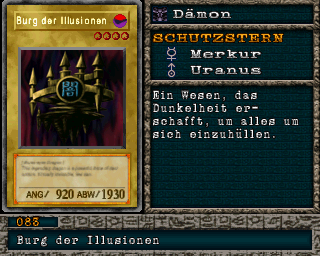 Burg der Illusionen
ANG/ 920 ABW/1930
Dämon
SCHUTZSTERN
Merkur
Uranus
Ein Wesen, das
Dunkelheit er-
schafft, um alles um
sich einzuhüllen.
083
Burg der Illusionen